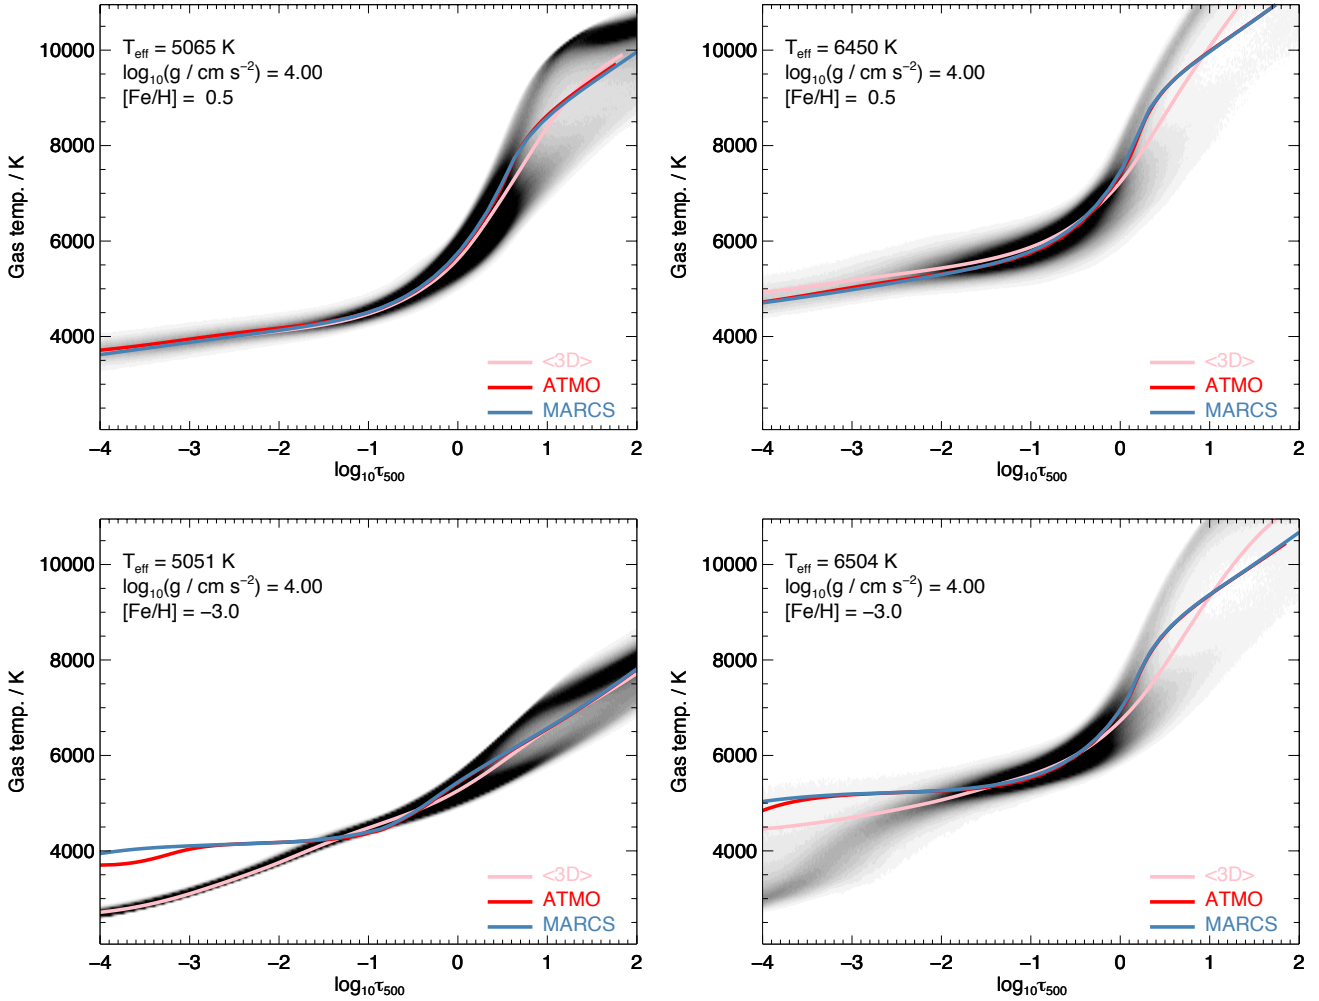 T_eff = 5065 K
log₁₀(g / cm s⁻²) = 4.00
[Fe/H] = 0.5
10000
8000
6000
4000
Gas temp. / K
<3D>
ATMO
MARCS
−4 −3 −2 −1 0 1 2
log₁₀τ₅₀₀
T_eff = 6450 K
log₁₀(g / cm s⁻²) = 4.00
[Fe/H] = 0.5
10000
8000
6000
4000
Gas temp. / K
<3D>
ATMO
MARCS
−4 −3 −2 −1 0 1 2
log₁₀τ₅₀₀
T_eff = 5051 K
log₁₀(g / cm s⁻²) = 4.00
[Fe/H] = −3.0
10000
8000
6000
4000
Gas temp. / K
<3D>
ATMO
MARCS
−4 −3 −2 −1 0 1 2
log₁₀τ₅₀₀
T_eff = 6504 K
log₁₀(g / cm s⁻²) = 4.00
[Fe/H] = −3.0
10000
8000
6000
4000
Gas temp. / K
<3D>
ATMO
MARCS
−4 −3 −2 −1 0 1 2
log₁₀τ₅₀₀